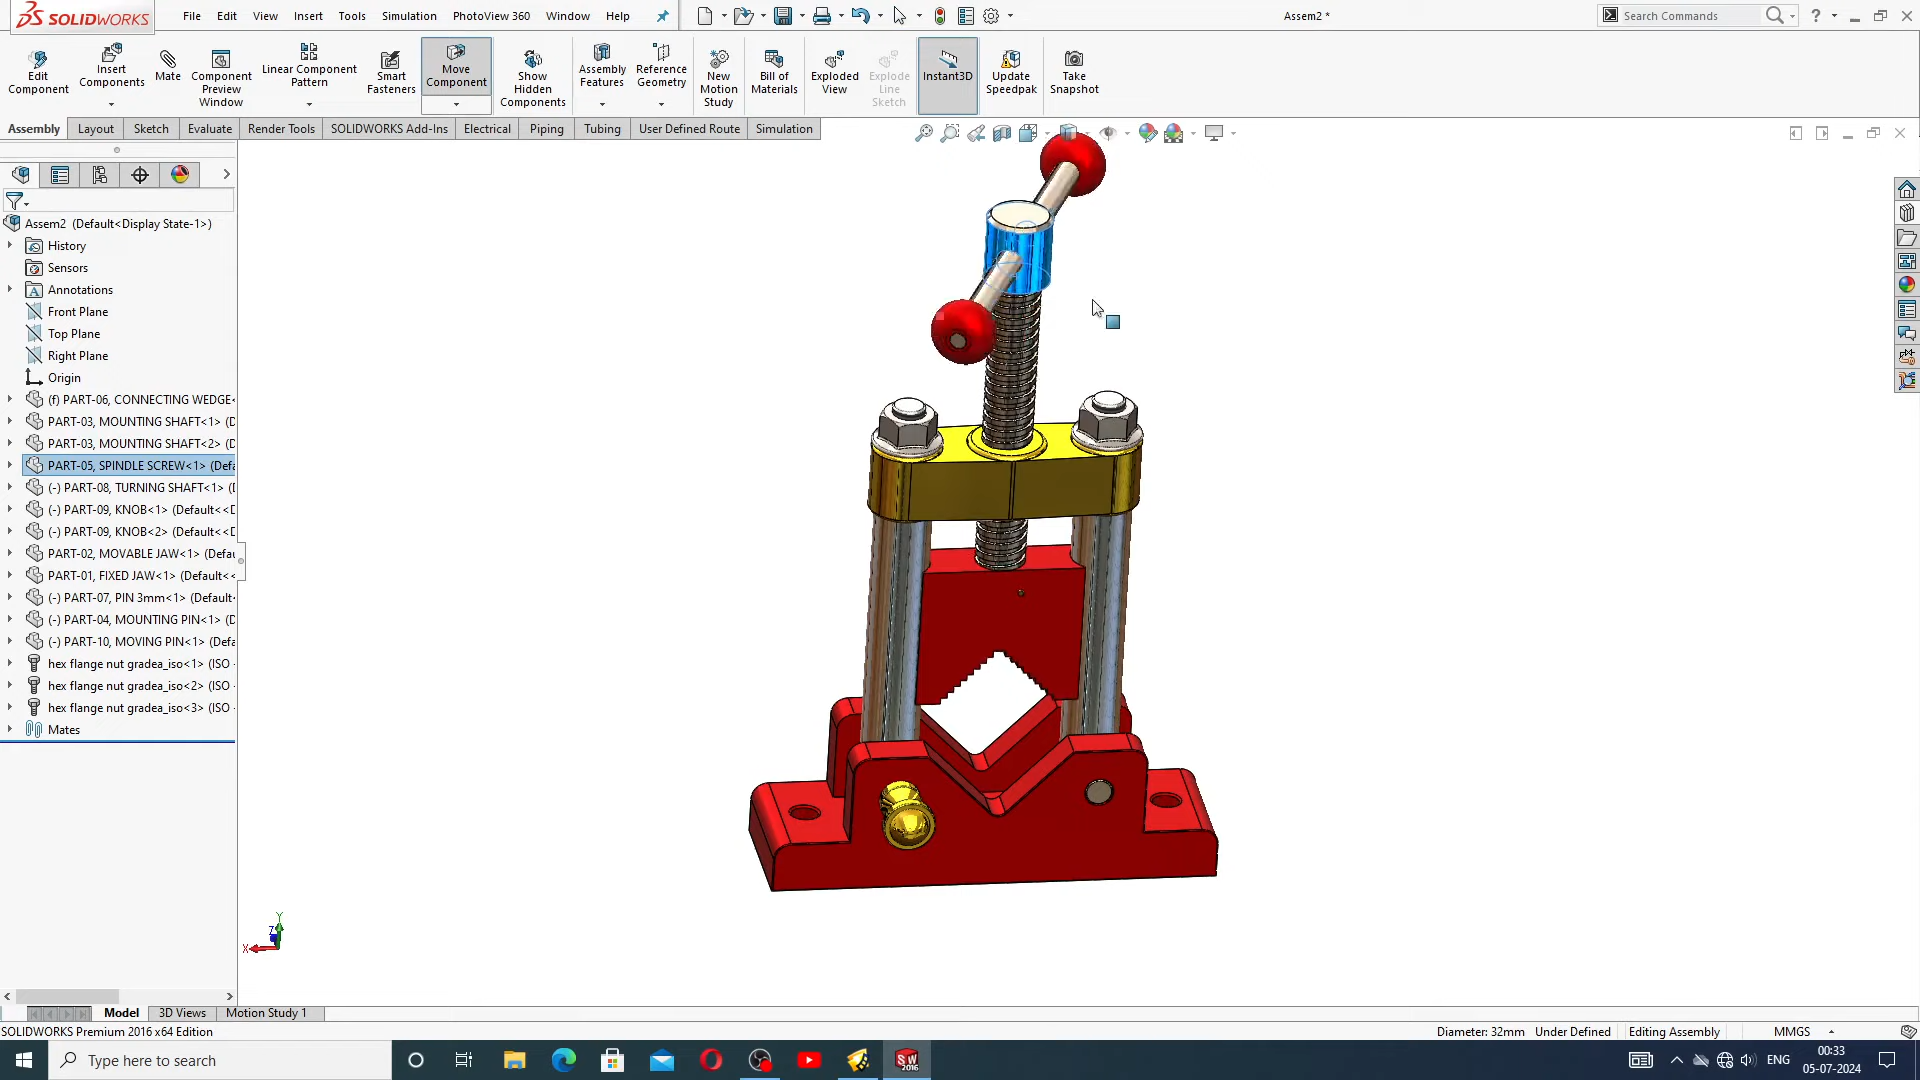 SOLIDWORKS
File Edit View Insert Tools Simulation PhotoView 360 Window Help
Assem2 *
Search Commands
Edit Component
Insert Components
Mate
Component Preview Window
Linear Component Pattern
Smart Fasteners
Move Component
Show Hidden Components
Assembly Features
Reference Geometry
New Motion Study
Bill of Materials
Exploded View
Explode Line Sketch
Instant3D
Update Speedpak
Take Snapshot
Assembly Layout Sketch Evaluate Render Tools SOLIDWORKS Add-Ins Electrical Piping Tubing User Defined Route Simulation
Assem2 (Default<Display State-1>)
History
Sensors
Annotations
Front Plane
Top Plane
Right Plane
Origin
(f) PART-06, CONNECTING WEDGE<
PART-03, MOUNTING SHAFT<1> (D
PART-03, MOUNTING SHAFT<2> (D
PART-05, SPINDLE SCREW<1> (Defa
(-) PART-08, TURNING SHAFT<1> (D
(-) PART-09, KNOB<1> (Default<<D
(-) PART-09, KNOB<2> (Default<<D
PART-02, MOVABLE JAW<1> (Defau
PART-01, FIXED JAW<1> (Default<<
(-) PART-07, PIN 3mm<1> (Default<
(-) PART-04, MOUNTING PIN<1> (D
(-) PART-10, MOVING PIN<1> (Defa
hex flange nut gradea_iso<1> (ISO -
hex flange nut gradea_iso<2> (ISO -
hex flange nut gradea_iso<3> (ISO -
Mates
Y
Z
X
Model 3D Views Motion Study 1
SOLIDWORKS Premium 2016 x64 Edition
Diameter: 32mm Under Defined Editing Assembly MMGS
Type here to search
SW
2016
ENG
00:33
05-07-2024